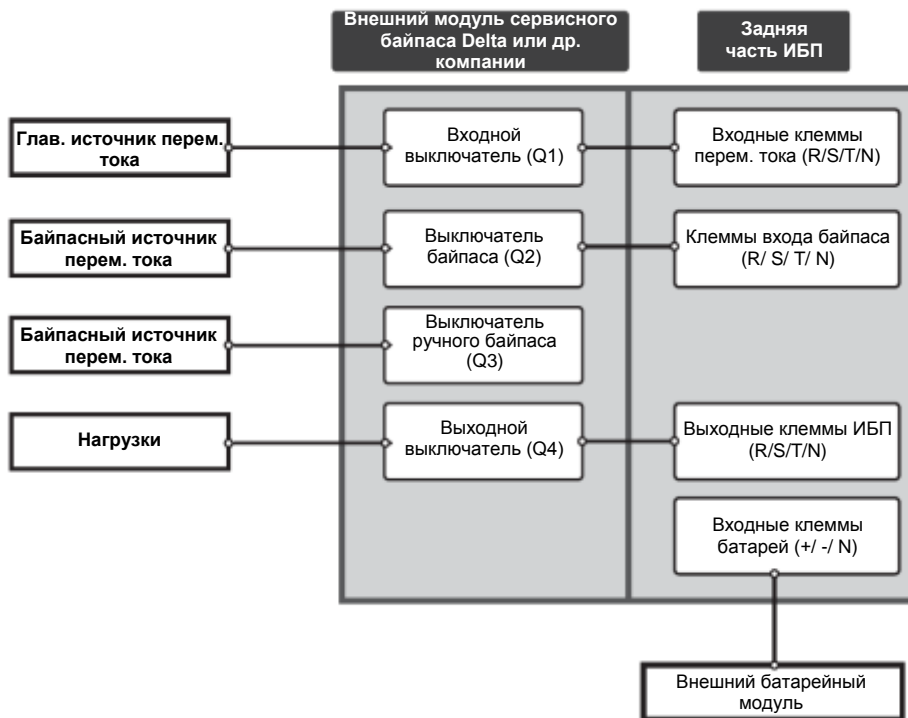 Внешний модуль сервисного
байпаса Delta или др.
компании
Задняя
часть ИБП
Глав. источник перем.
тока
Входной
выключатель (Q1)
Входные клеммы
перем. тока (R/S/T/N)
Байпасный источник
перем. тока
Выключатель
байпаса (Q2)
Клеммы входа байпаса
(R/ S/ T/ N)
Байпасный источник
перем. тока
Выключатель
ручного байпаса
(Q3)
Нагрузки
Выходной
выключатель (Q4)
Выходные клеммы ИБП
(R/S/T/N)
Входные клеммы
батарей (+/ -/ N)
Внешний батарейный
модуль